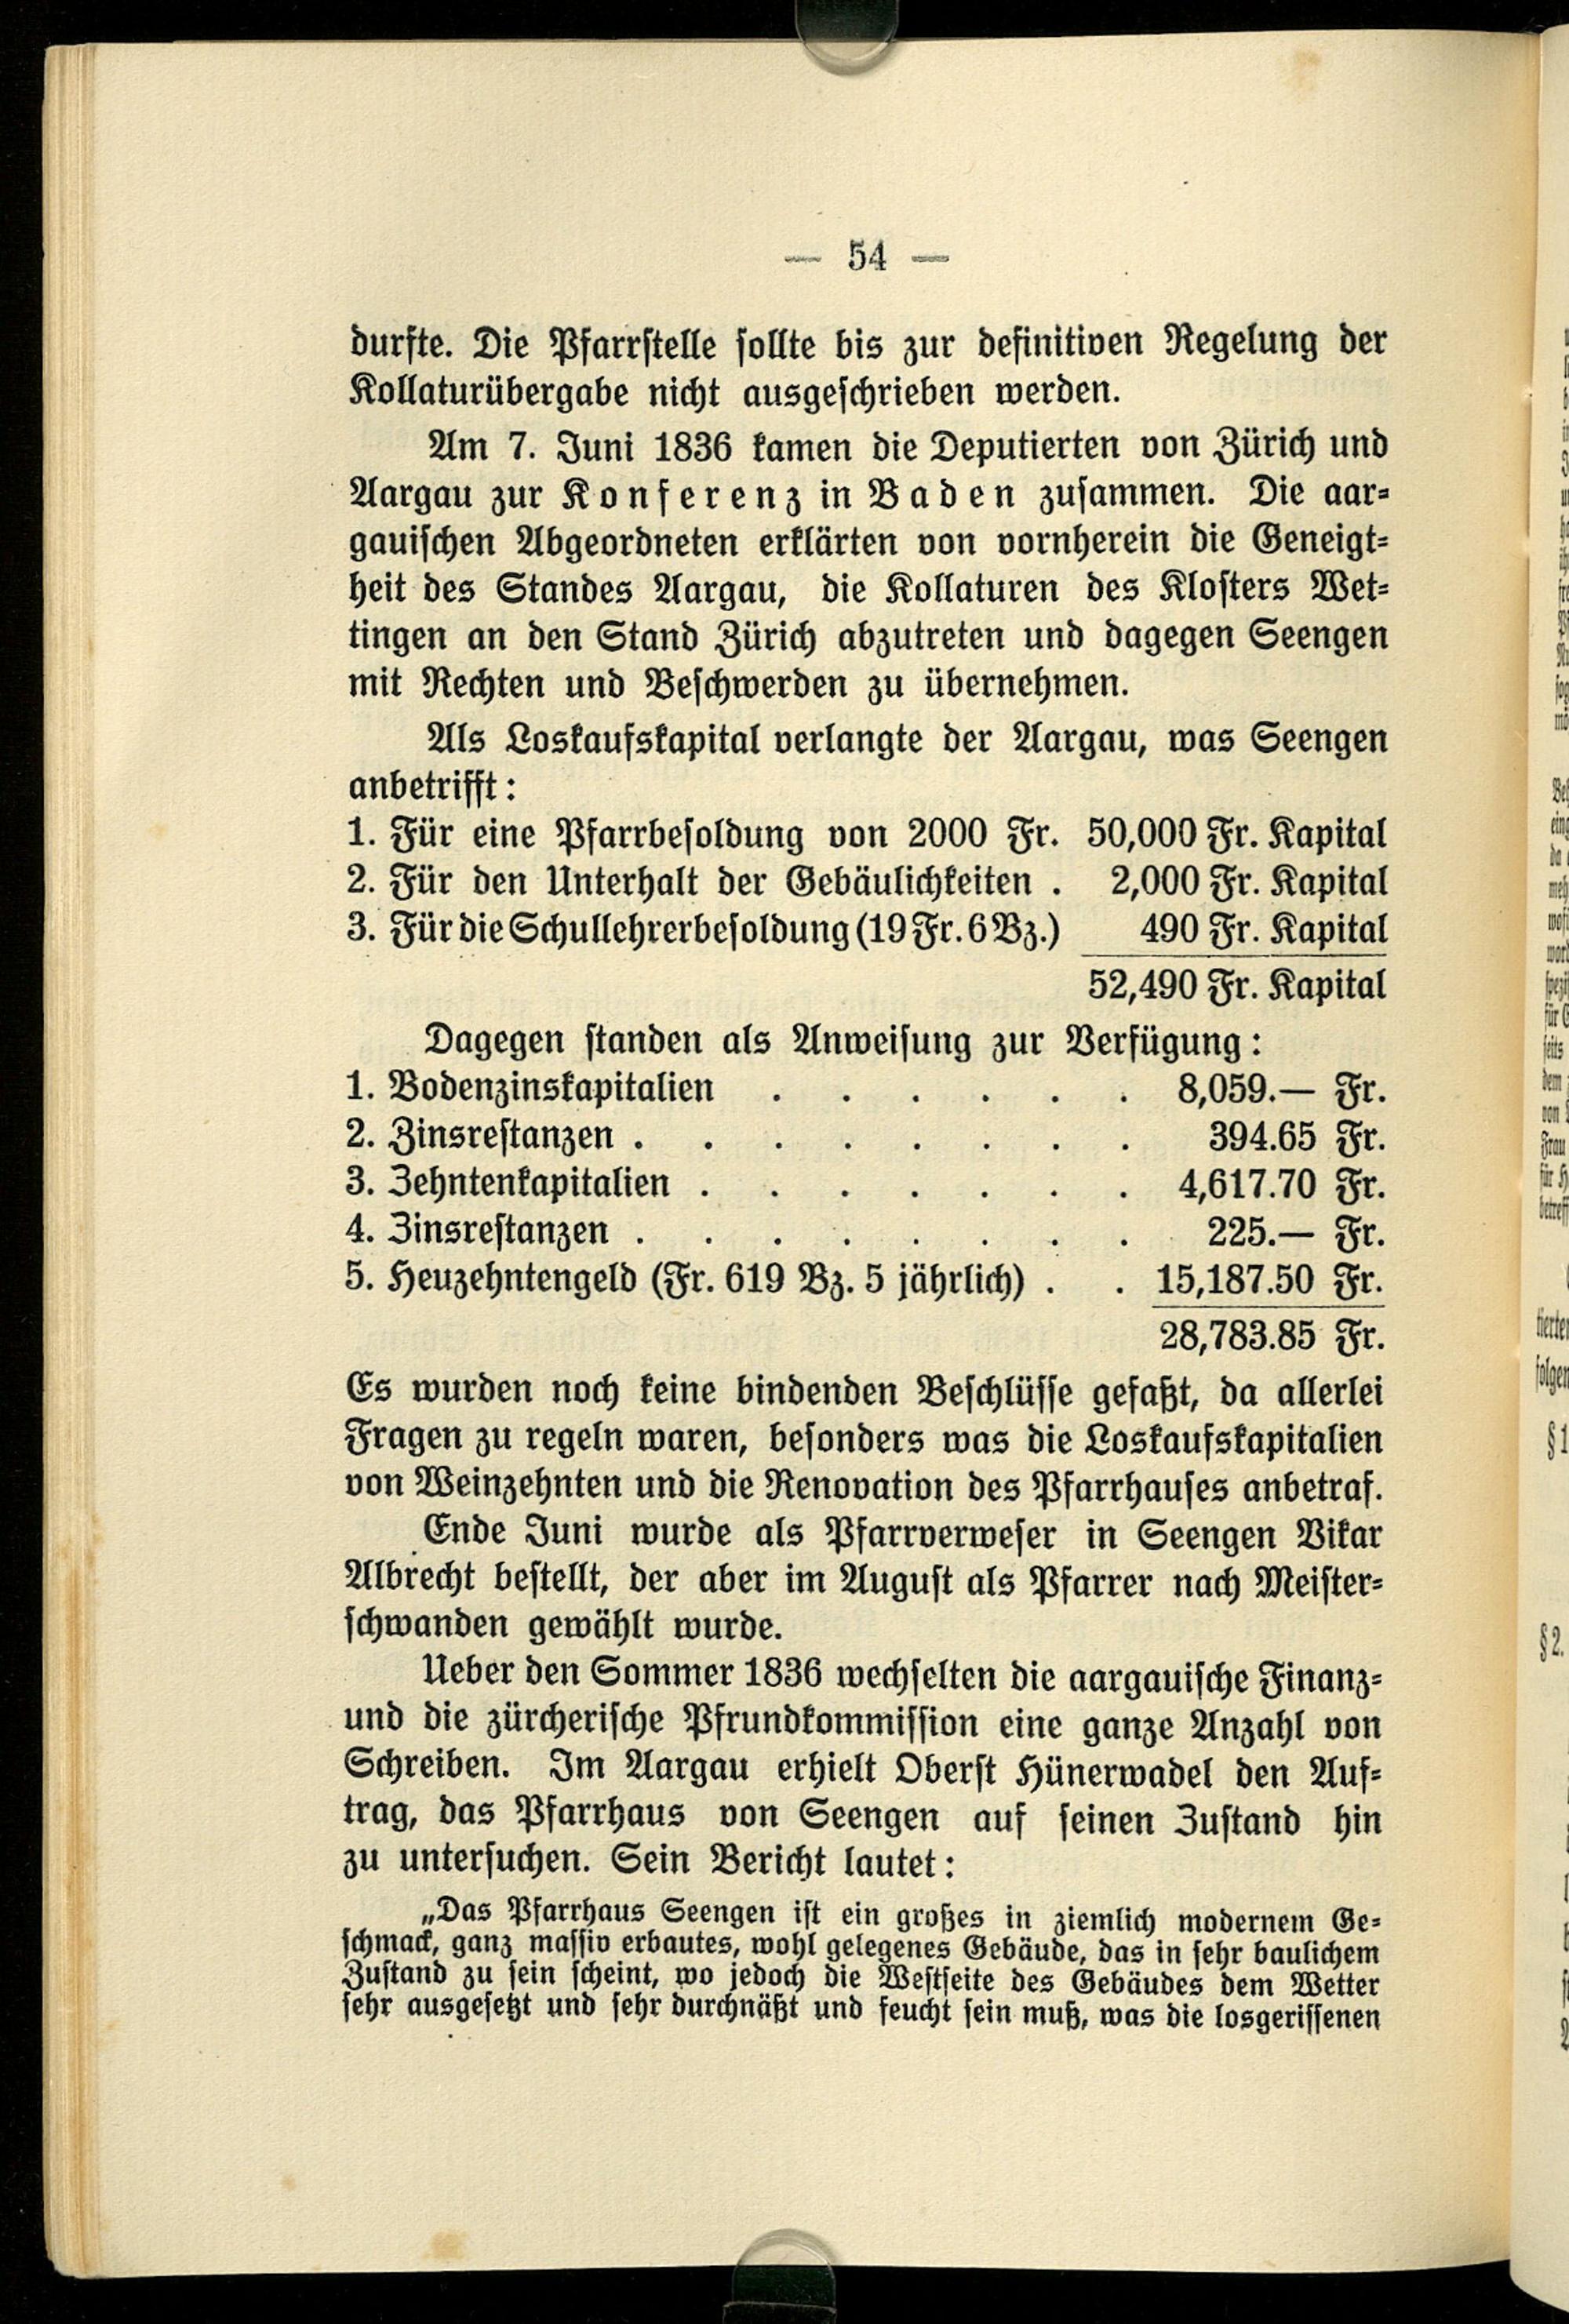 — 54 —
durfte. Die Pfarrstelle sollte bis zur definitiven Regelung der
Kollaturübergabe nicht ausgeschrieben werden.
Am 7. Juni 1836 kamen die Deputierten von Zürich und
Aargau zur Konferenz in Baden zusammen. Die aar-
gauischen Abgeordneten erklärten von vornherein die Geneigt-
heit des Standes Aargau, die Kollaturen des Klosters Wet-
tingen an den Stand Zürich abzutreten und dagegen Seengen
mit Rechten und Beschwerden zu übernehmen.
Als Loskaufskapital verlangte der Aargau, was Seengen
anbetrifft:
1. Für eine Pfarrbesoldung von 2000 Fr. 50,000 Fr. Kapital
2. Für den Unterhalt der Gebäulichkeiten . 2,000 Fr. Kapital
3. Für die Schullehrerbesoldung (19 Fr. 6 Bz.) 490 Fr. Kapital
52,490 Fr. Kapital
Dagegen standen als Anweisung zur Verfügung:
1. Bodenzinskapitalien . . . . . . 8,059.— Fr.
2. Zinsrestanzen . . . . . . . . 394.65 Fr.
3. Zehntenkapitalien . . . . . . . 4,617.70 Fr.
4. Zinsrestanzen . . . . . . . . 225.— Fr.
5. Heuzehntengeld (Fr. 619 Bz. 5 jährlich) . . 15,187.50 Fr.
28,783.85 Fr.
Es wurden noch keine bindenden Beschlüsse gefaßt, da allerlei
Fragen zu regeln waren, besonders was die Loskaufskapitalien
von Weinzehnten und die Renovation des Pfarrhauses anbetraf.
Ende Juni wurde als Pfarrverweser in Seengen Vikar
Albrecht bestellt, der aber im August als Pfarrer nach Meister-
schwanden gewählt wurde.
Ueber den Sommer 1836 wechselten die aargauische Finanz-
und die zürcherische Pfrundkommission eine ganze Anzahl von
Schreiben. Im Aargau erhielt Oberst Hünerwadel den Auf-
trag, das Pfarrhaus von Seengen auf seinen Zustand hin
zu untersuchen. Sein Bericht lautet:
„Das Pfarrhaus Seengen ist ein großes in ziemlich modernem Ge-
schmack, ganz massiv erbautes, wohl gelegenes Gebäude, das in sehr baulichem
Zustand zu sein scheint, wo jedoch die Westseite des Gebäudes dem Wetter
sehr ausgesetzt und sehr durchnäßt und feucht sein muß, was die losgerissenen